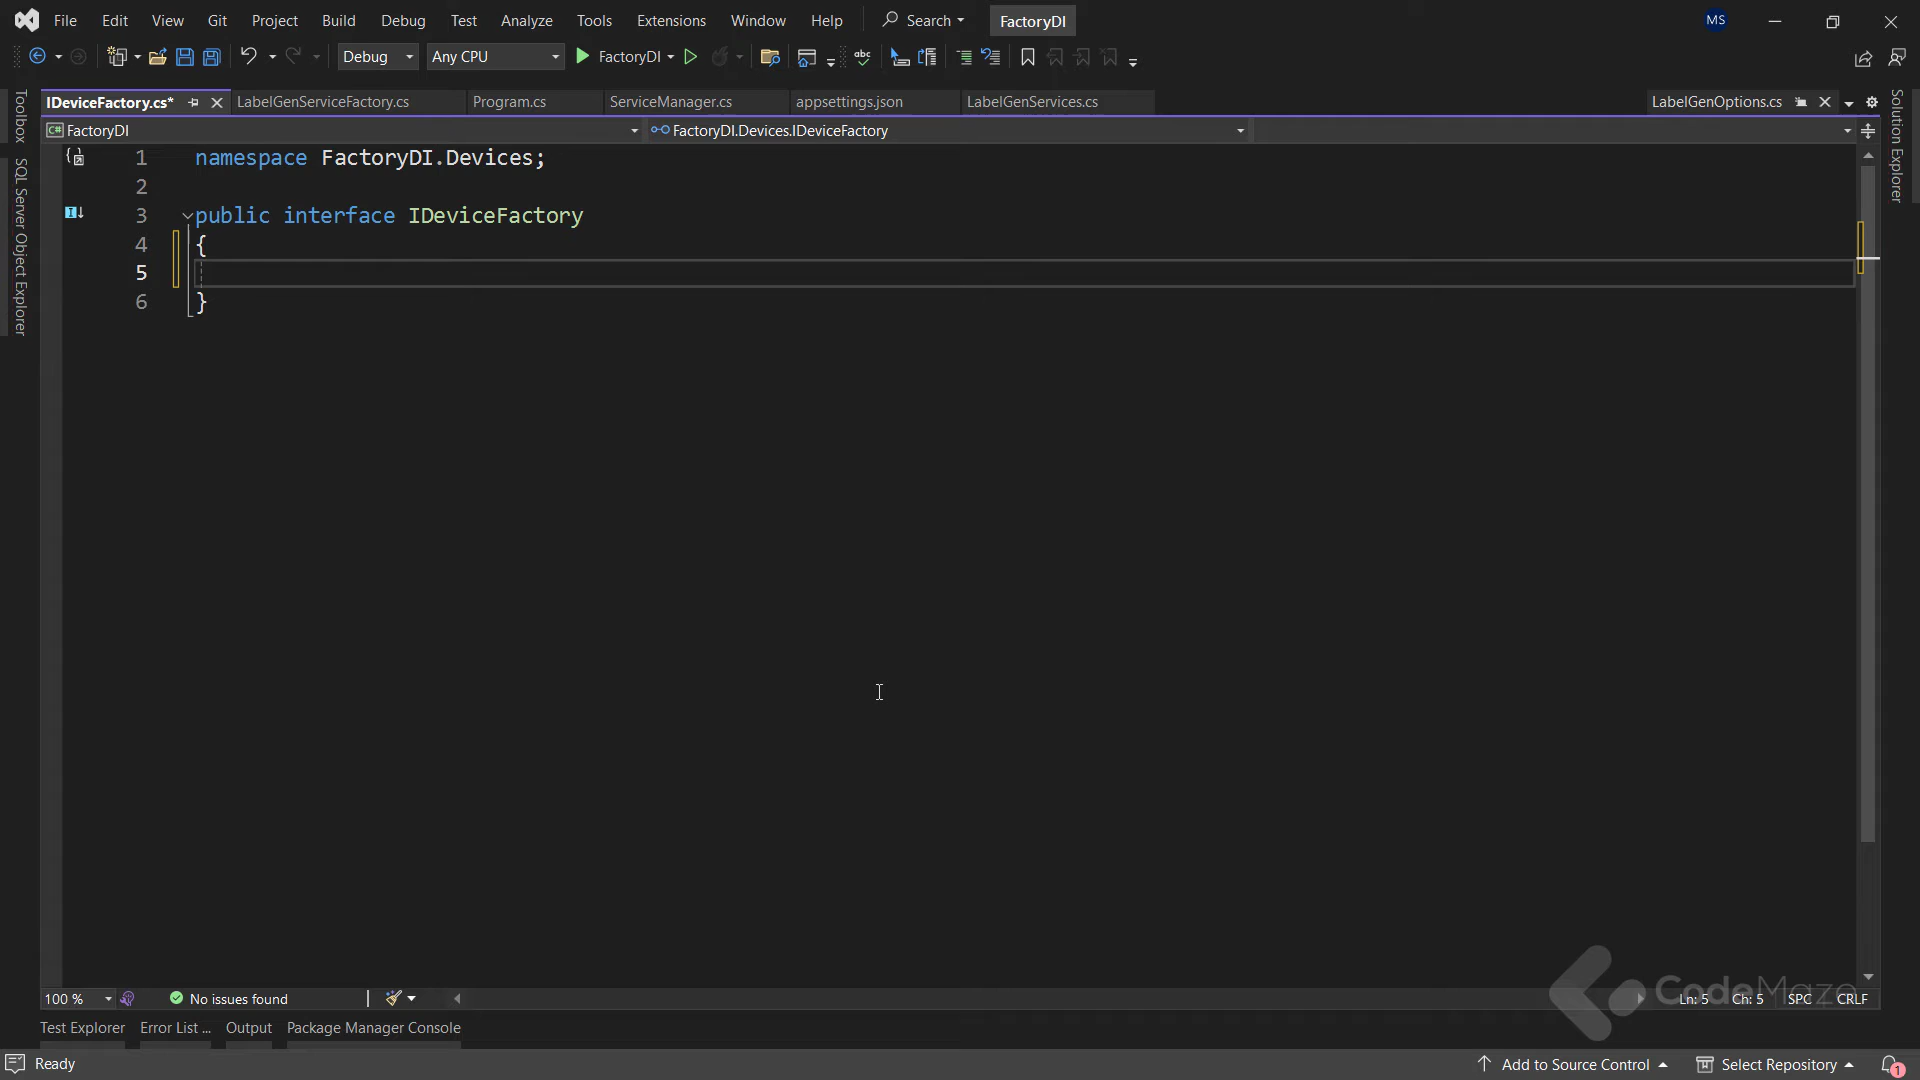 File Edit View Git Project Build Debug Test Analyze Tools Extensions Window Help Search FactoryDI MS
Debug Any CPU FactoryDI
IDeviceFactory.cs* LabelGenServiceFactory.cs Program.cs ServiceManager.cs appsettings.json LabelGenServices.cs LabelGenOptions.cs
C# FactoryDI FactoryDI.Devices.IDeviceFactory
Toolbox
SQL Server Object Explorer
Solution Explorer
1 namespace FactoryDI.Devices;
2
3 public interface IDeviceFactory
4 {
5
6 }
CodeMaze
100 % No issues found Ln: 5 Ch: 5 SPC CRLF
Test Explorer Error List ... Output Package Manager Console
Ready Add to Source Control Select Repository 1